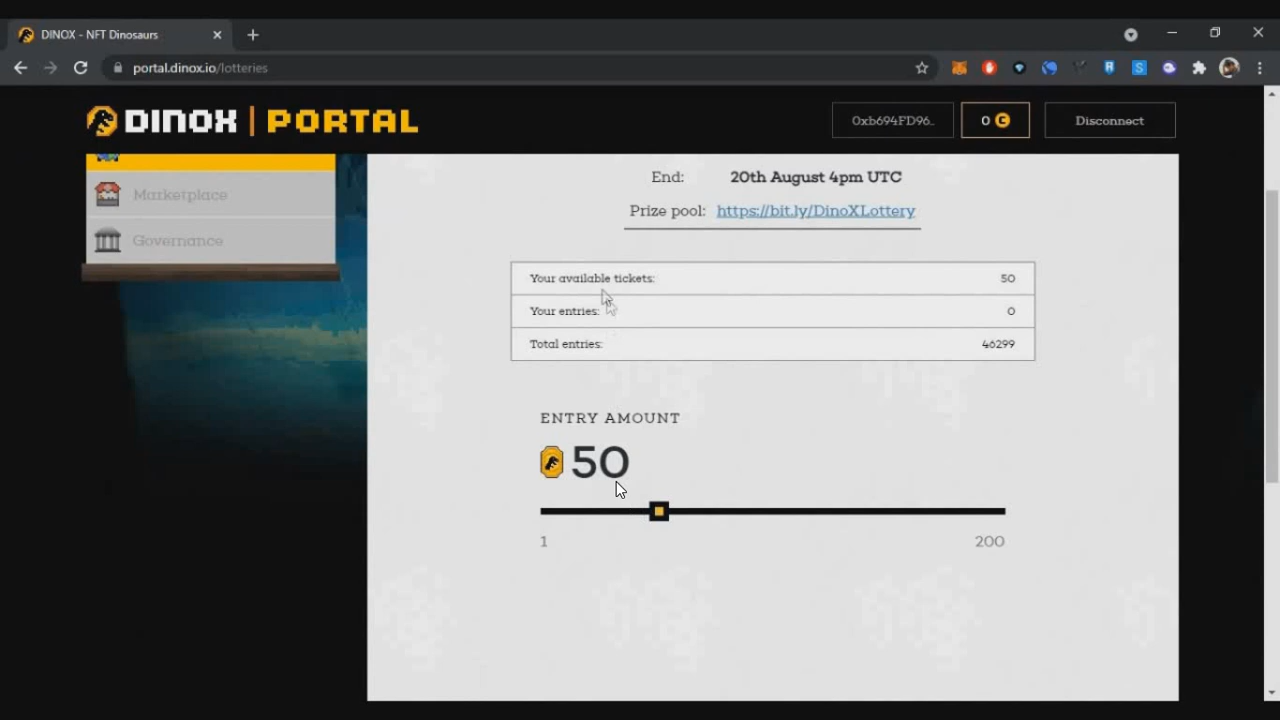 DINOX - NFT Dinosaurs
portal.dinox.io/lotteries
DINOX | PORTAL
0xb694FD96..
0
Disconnect
Marketplace
Governance
End: 20th August 4pm UTC
Prize pool: https://bit.ly/DinoXLottery
Your available tickets: 50
Your entries: 0
Total entries: 46299
ENTRY AMOUNT
50
1 200